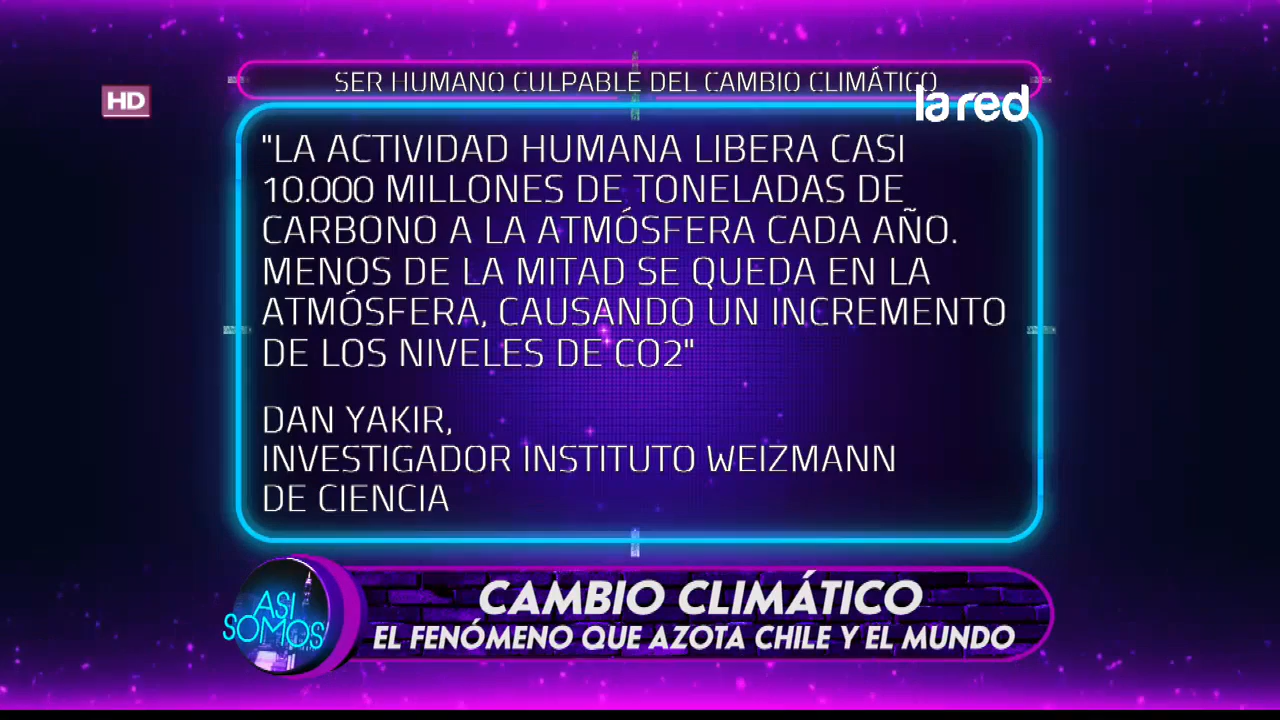 SER HUMANO CULPABLE DEL CAMBIO CLIMÁTICO
HD
la red
"LA ACTIVIDAD HUMANA LIBERA CASI
10.000 MILLONES DE TONELADAS DE
CARBONO A LA ATMÓSFERA CADA AÑO.
MENOS DE LA MITAD SE QUEDA EN LA
ATMÓSFERA, CAUSANDO UN INCREMENTO
DE LOS NIVELES DE CO2"
DAN YAKIR,
INVESTIGADOR INSTITUTO WEIZMANN
DE CIENCIA
ASI
SOMOS
CAMBIO CLIMÁTICO
EL FENÓMENO QUE AZOTA CHILE Y EL MUNDO